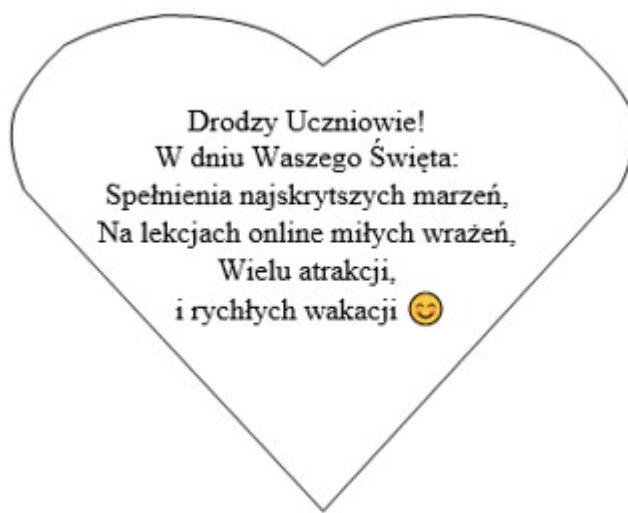 Drodzy Uczniowie!
W dniu Waszego Święta:
Spełnienia najskrytszych marzeń,
Na lekcjach online miłych wrażeń,
Wielu atrakcji,
i rychłych wakacji 😊